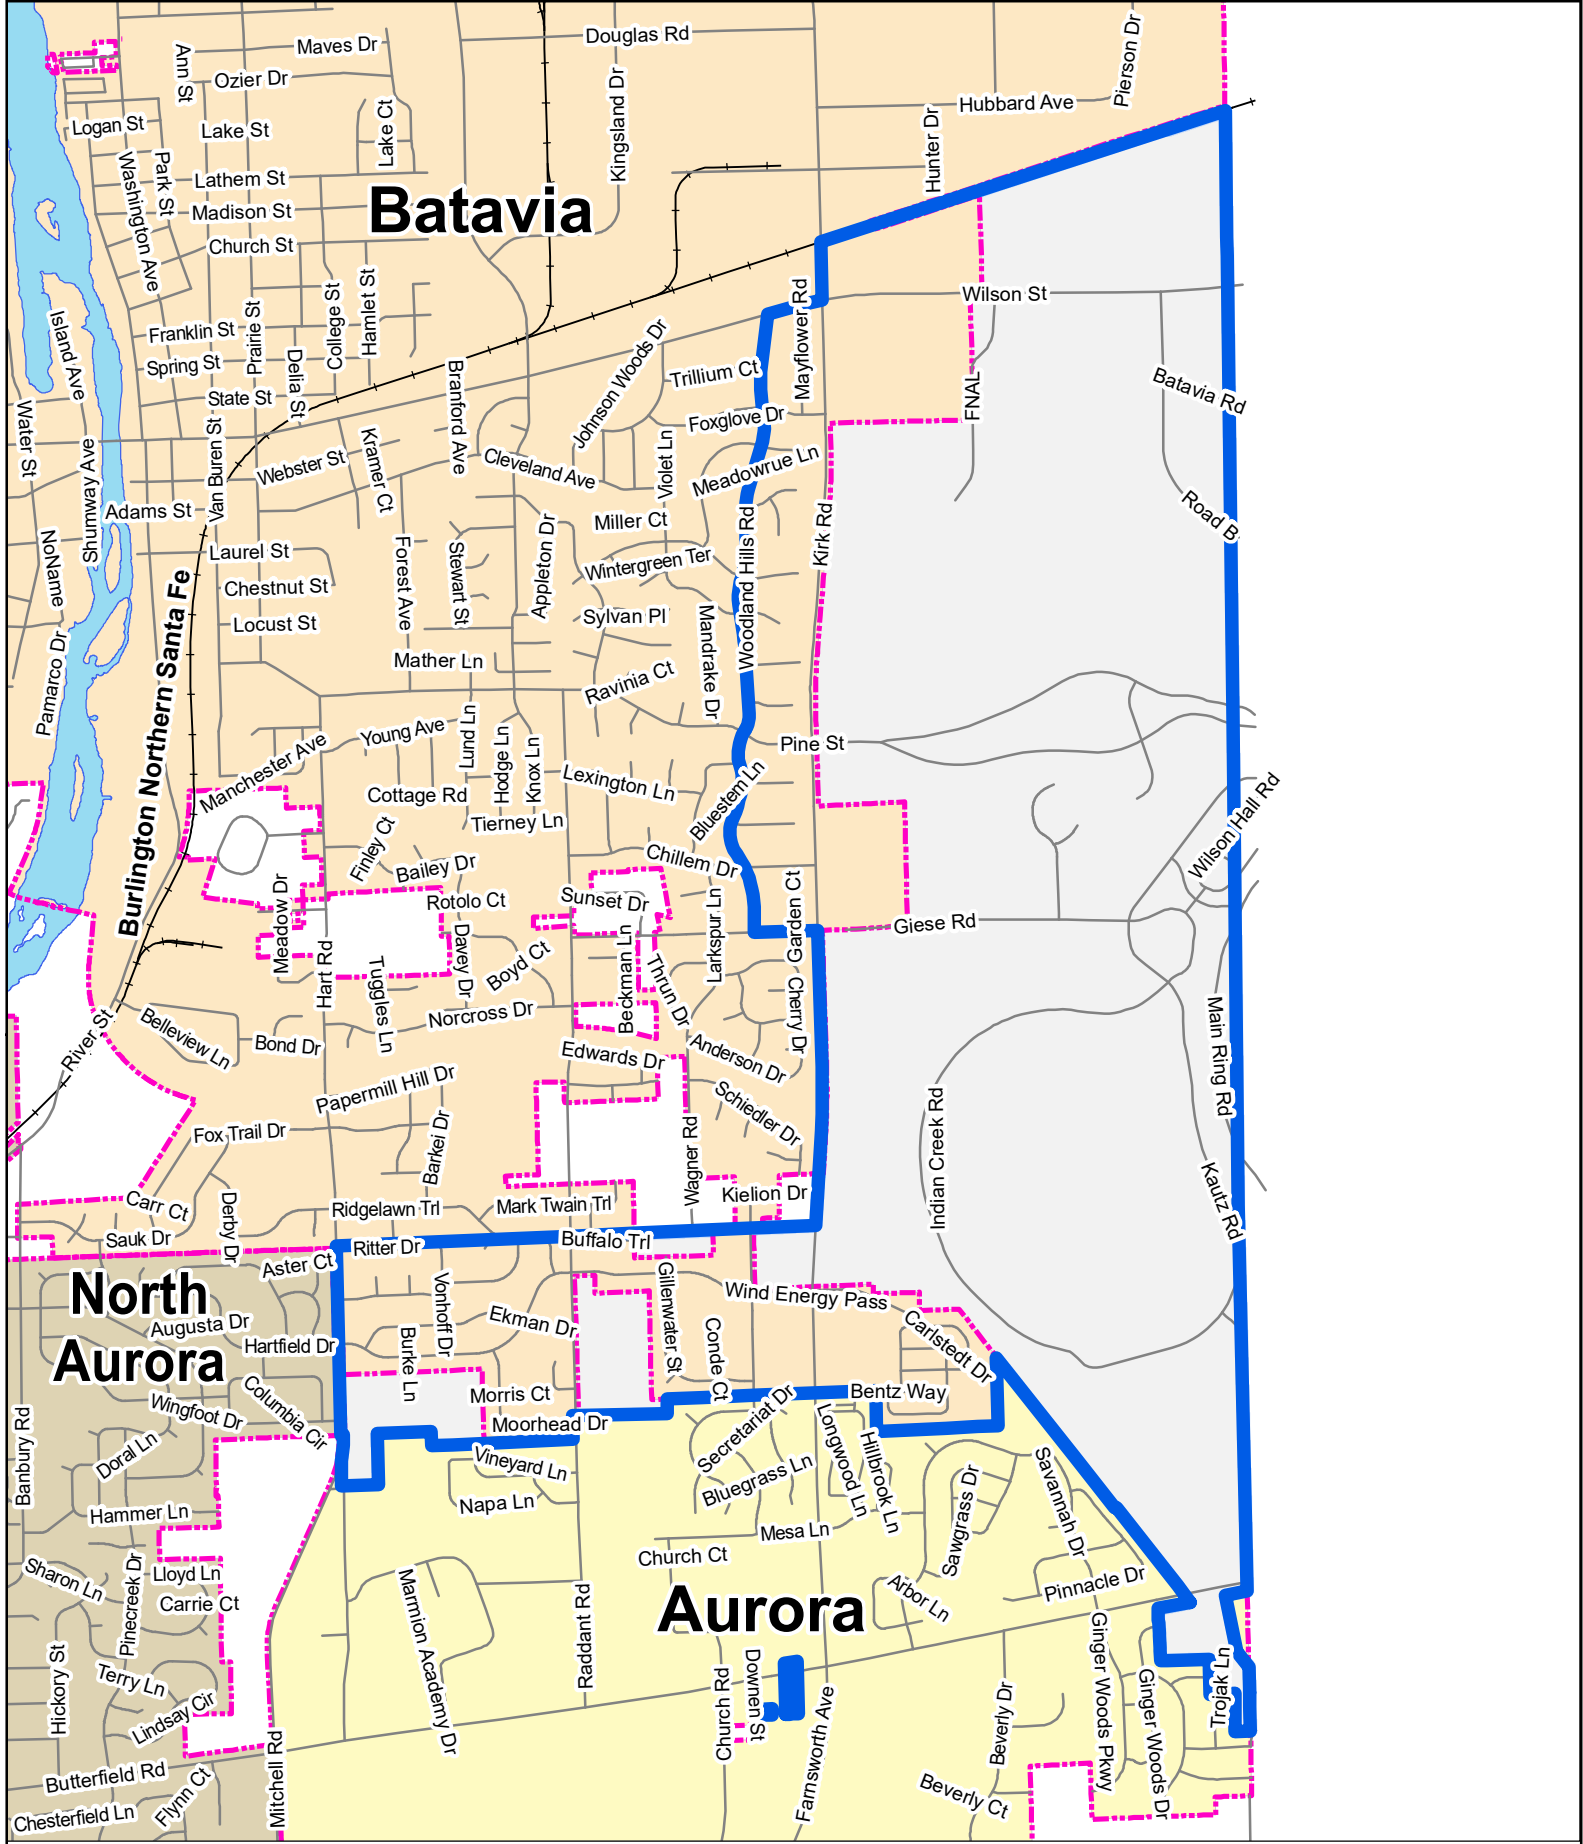 Maves Dr
Douglas Rd
Pierson Dr
Ann St
Ozier Dr
Kingsland Dr
Hubbard Ave
Logan St
Lake St
Lake Ct
Hunter Dr
Park St
Washington Ave
Lathem St
Batavia
Madison St
Church St
Wilson St
Mayflower Rd
Island Ave
Franklin St
Prairie St
College St
Hamlet St
Johnson Woods Dr
Spring St
Delia St
Branford Ave
Trillium Ct
FNAL
Batavia Rd
State St
Water St
Foxglove Dr
Van Buren St
Webster St
Kramer Ct
Cleveland Ave
Violet Ln
Meadowrue Ln
Shumway Ave
Adams St
Miller Ct
Kirk Rd
Road B
NoName
Laurel St
Forest Ave
Stewart St
Appleton Dr
Wintergreen Ter
Woodland Hills Rd
Chestnut St
Locust St
Sylvan Pl
Mandrake Dr
Burlington Northern Santa Fe
Pamarco Dr
Mather Ln
Ravinia Ct
Young Ave
Lund Ln
Hodge Ln
Knox Ln
Pine St
Manchester Ave
Cottage Rd
Lexington Ln
Bluestem Ln
Wilson Hall Rd
Tierney Ln
Finley Ct
Bailey Dr
Chillem Dr
Meadow Dr
Rotolo Ct
Sunset Dr
Larkspur Ln
Garden Ct
Giese Rd
Hart Rd
Davey Dr
Boyd Ct
Beckman Ln
Thrun Dr
Tuggles Ln
Cherry Dr
Norcross Dr
River St
Belleview Ln
Bond Dr
Main Ring Rd
Edwards Dr
Anderson Dr
Papermill Hill Dr
Schiedler Dr
Fox Trail Dr
Barkei Dr
Wagner Rd
Indian Creek Rd
Kautz Rd
Carr Ct
Derby Dr
Ridgelawn Trl
Mark Twain Trl
Kielion Dr
Sauk Dr
Ritter Dr
Buffalo Trl
Aster Ct
North
Aurora
Vonhoff Dr
Gillenwater St
Wind Energy Pass
Augusta Dr
Hartfield Dr
Ekman Dr
Burke Ln
Conde Ct
Carlstedt Dr
Columbia Cir
Morris Ct
Bentz Way
Wingfoot Dr
Moorhead Dr
Secretariat Dr
Longwood Ln
Hillbrook Ln
Banbury Rd
Doral Ln
Vineyard Ln
Bluegrass Ln
Napa Ln
Sawgrass Dr
Savannah Dr
Hammer Ln
Mesa Ln
Church Ct
Sharon Ln
Pinecreek Dr
Lloyd Ln
Carrie Ct
Marmion Academy Dr
Raddant Rd
Aurora
Arbor Ln
Pinnacle Dr
Hickory St
Terry Ln
Lindsay Cir
Church Rd
Downen St
Farnsworth Ave
Beverly Dr
Ginger Woods Pkwy
Ginger Woods Dr
Trojak Ln
Butterfield Rd
Flynn Ct
Mitchell Rd
Beverly Ct
Chesterfield Ln